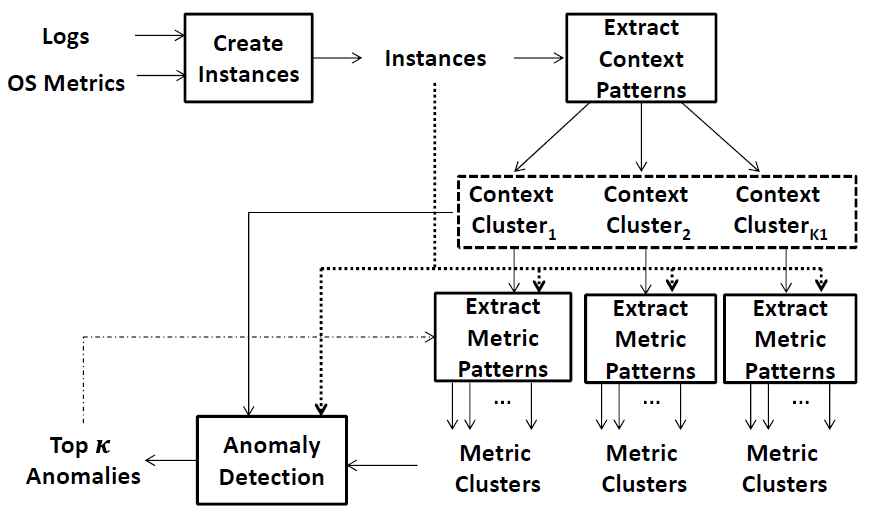 Logs
OS Metrics
Create
Instances
Instances
Extract
Context
Patterns
Context
Cluster1
Context
Cluster2
Context
ClusterK1
Extract
Metric
Patterns
Extract
Metric
Patterns
Extract
Metric
Patterns
...
...
...
Top κ
Anomalies
Anomaly
Detection
Metric
Clusters
Metric
Clusters
Metric
Clusters